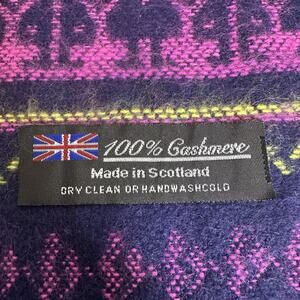 100% Cashmere
Made in Scotland
DRY CLEAN OR HANDWASHCOLD